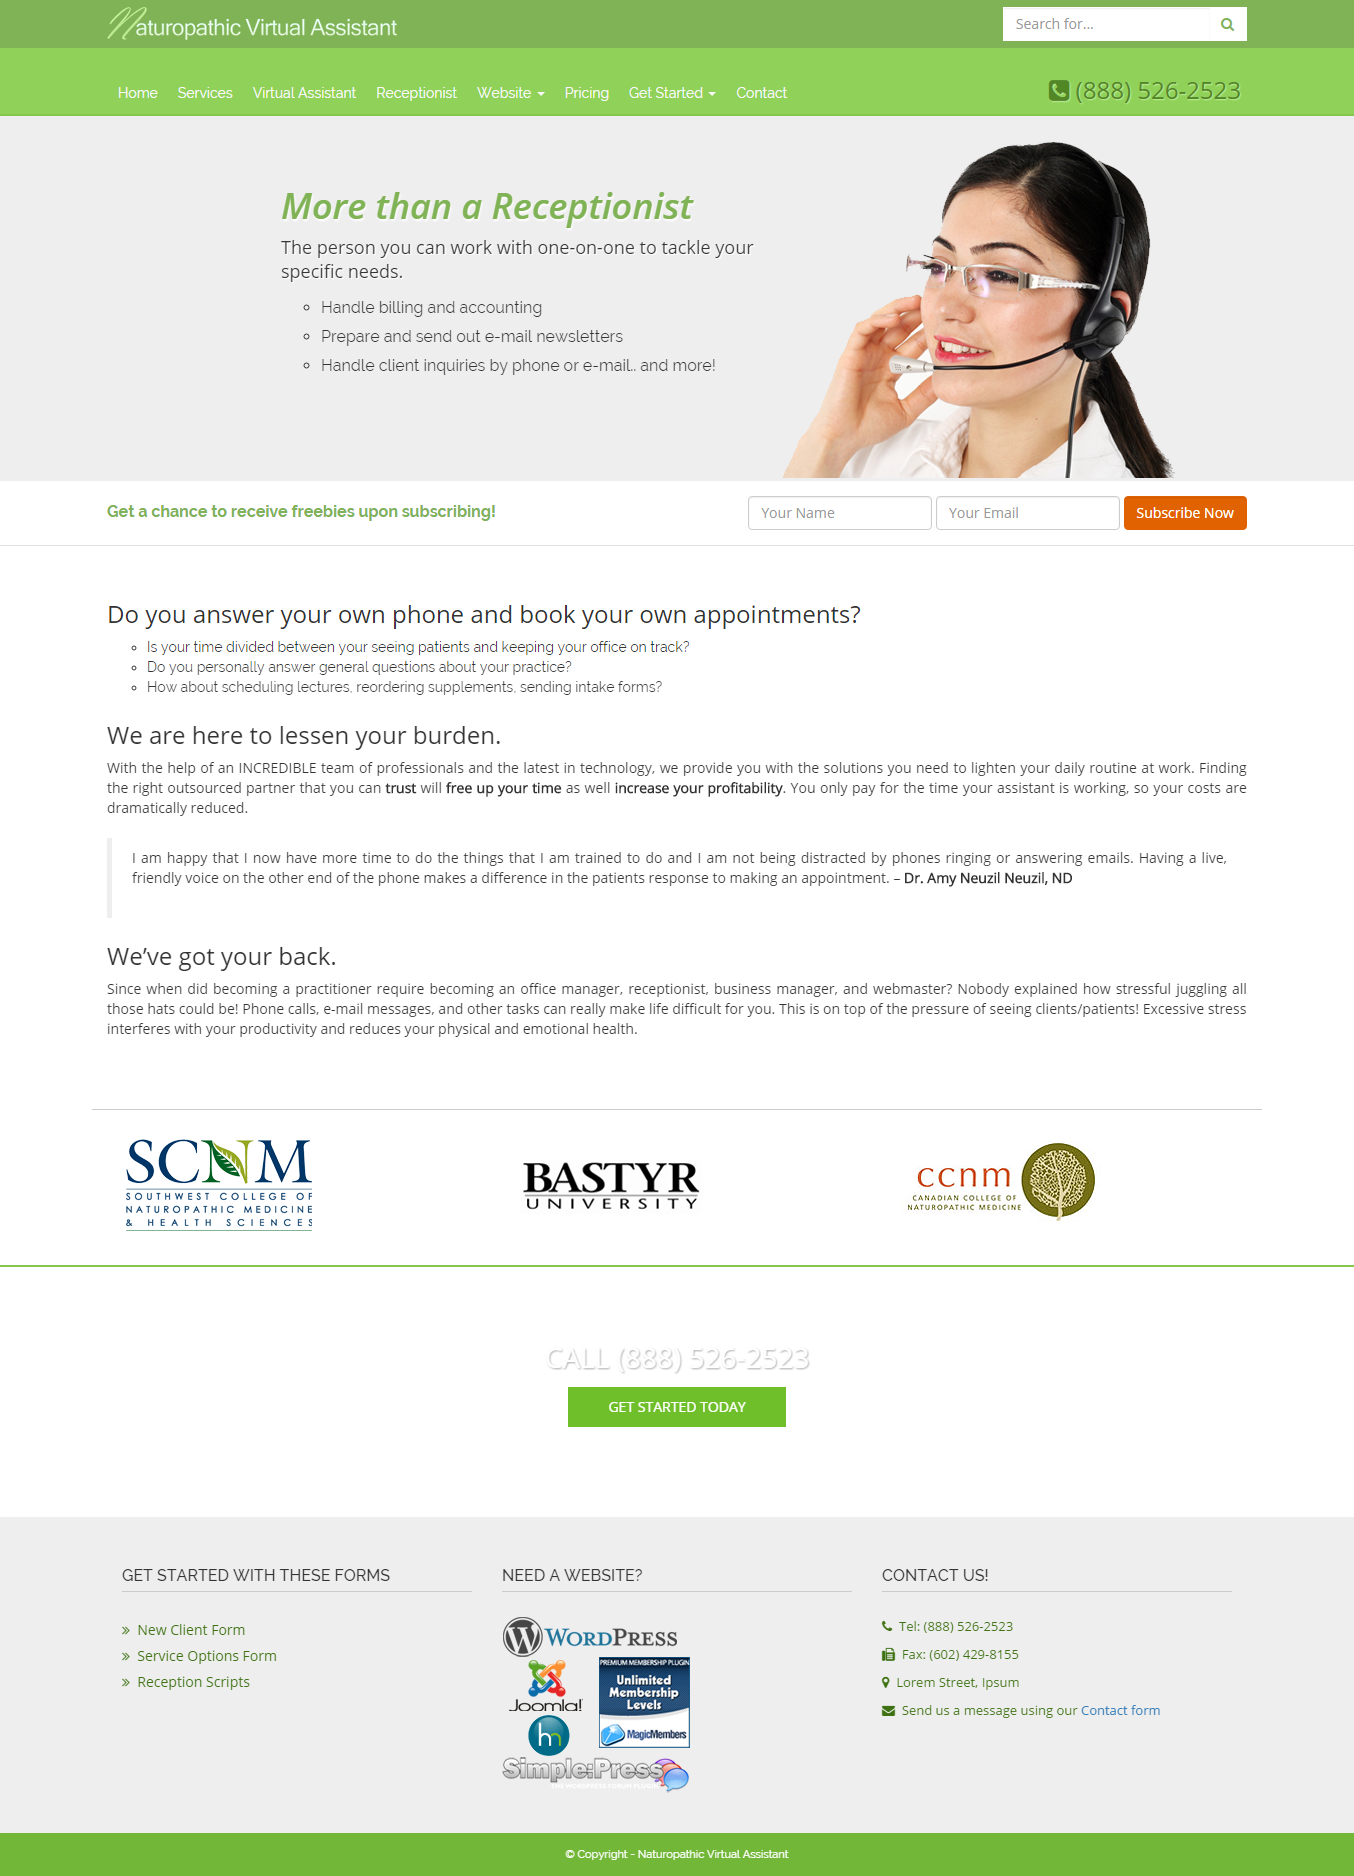 Naturopathic Virtual Assistant
Search for...
Home Services Virtual Assistant Receptionist Website Pricing Get Started Contact
(888) 526-2523
More than a Receptionist
The person you can work with one-on-one to tackle your
specific needs.
Handle billing and accounting
Prepare and send out e-mail newsletters
Handle client inquiries by phone or e-mail.. and more!
Get a chance to receive freebies upon subscribing!
Your Name Your Email Subscribe Now
Do you answer your own phone and book your own appointments?
Is your time divided between your seeing patients and keeping your office on track?
Do you personally answer general questions about your practice?
How about scheduling lectures, reordering supplements, sending intake forms?
We are here to lessen your burden.
With the help of an INCREDIBLE team of professionals and the latest in technology, we provide you with the solutions you need to lighten your daily routine at work. Finding
the right outsourced partner that you can trust will free up your time as well increase your profitability. You only pay for the time your assistant is working, so your costs are
dramatically reduced.
I am happy that I now have more time to do the things that I am trained to do and I am not being distracted by phones ringing or answering emails. Having a live,
friendly voice on the other end of the phone makes a difference in the patients response to making an appointment. – Dr. Amy Neuzil Neuzil, ND
We’ve got your back.
Since when did becoming a practitioner require becoming an office manager, receptionist, business manager, and webmaster? Nobody explained how stressful juggling all
those hats could be! Phone calls, e-mail messages, and other tasks can really make life difficult for you. This is on top of the pressure of seeing clients/patients! Excessive stress
interferes with your productivity and reduces your physical and emotional health.
SCNM
SOUTHWEST COLLEGE OF
NATUROPATHIC MEDICINE
& HEALTH SCIENCES
BASTYR
UNIVERSITY
ccnm
CANADIAN COLLEGE OF
NATUROPATHIC MEDICINE
CALL (888) 526-2523
GET STARTED TODAY
GET STARTED WITH THESE FORMS
» New Client Form
» Service Options Form
» Reception Scripts
NEED A WEBSITE?
WORDPRESS
Joomla!
PREMIUM MEMBERSHIP PLUGIN
Unlimited
Membership
Levels
MagicMembers
hn
Simple:Press
CONTACT US!
Tel: (888) 526-2523
Fax: (602) 429-8155
Lorem Street, Ipsum
Send us a message using our Contact form
© Copyright - Naturopathic Virtual Assistant